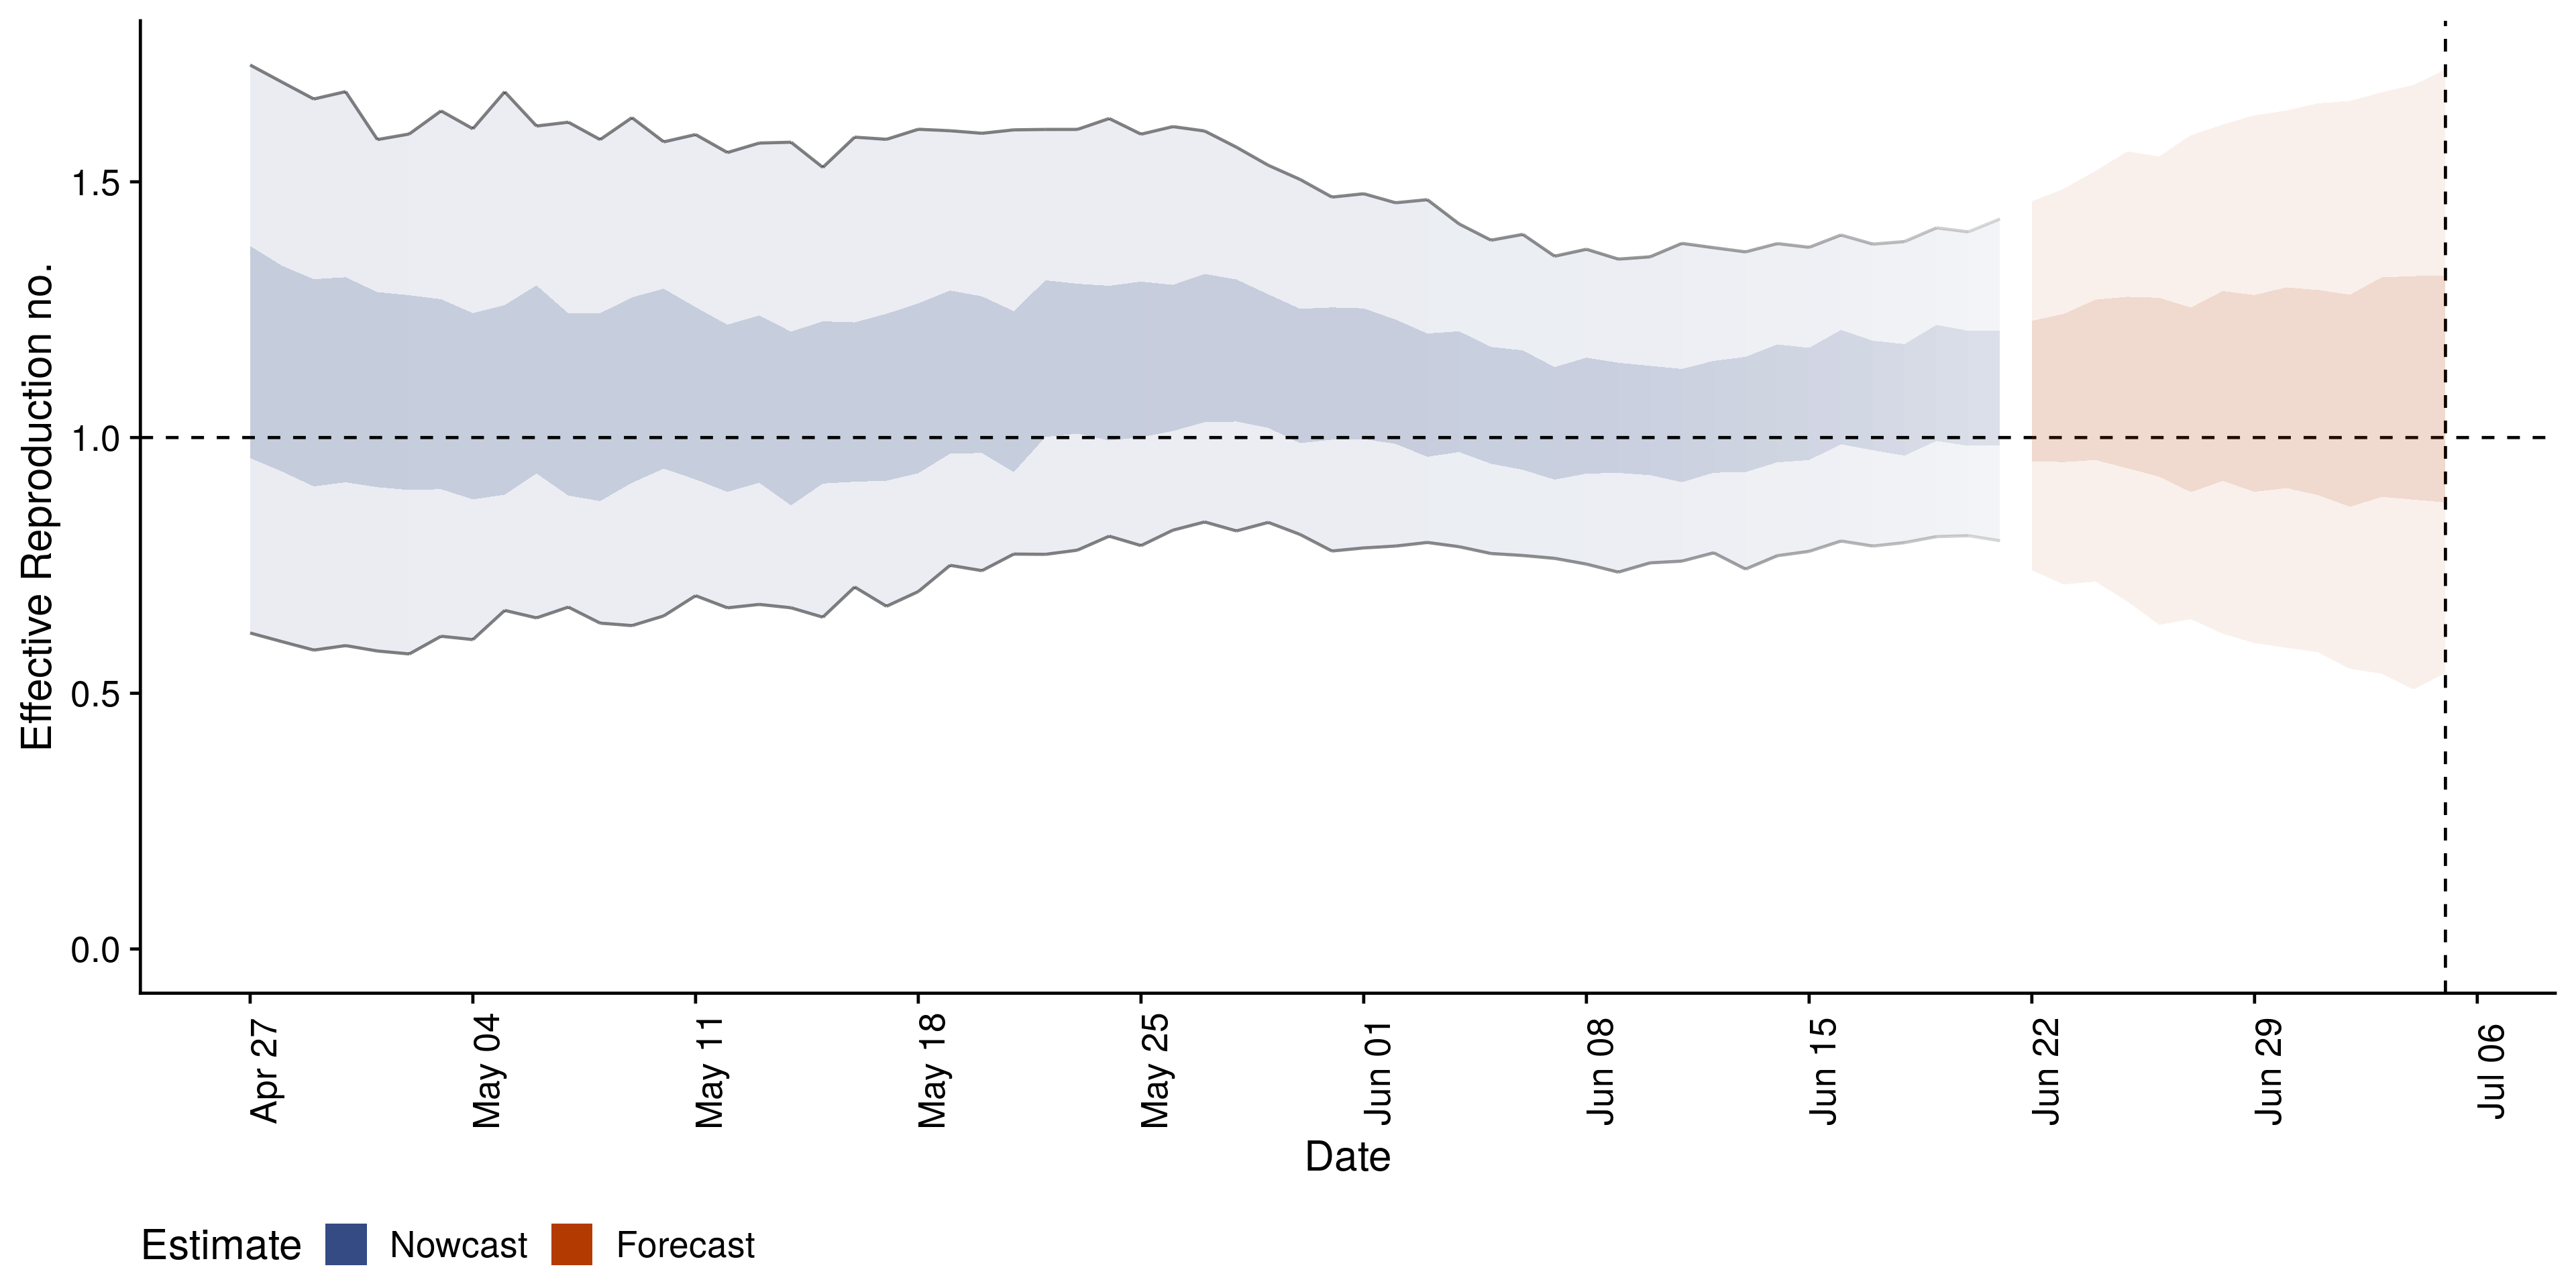 Effective Reproduction no.
1.5
1.0
0.5
0.0
Apr 27
May 04
May 11
May 18
May 25
Jun 01
Jun 08
Jun 15
Jun 22
Jun 29
Jul 06
Date
Estimate Nowcast Forecast